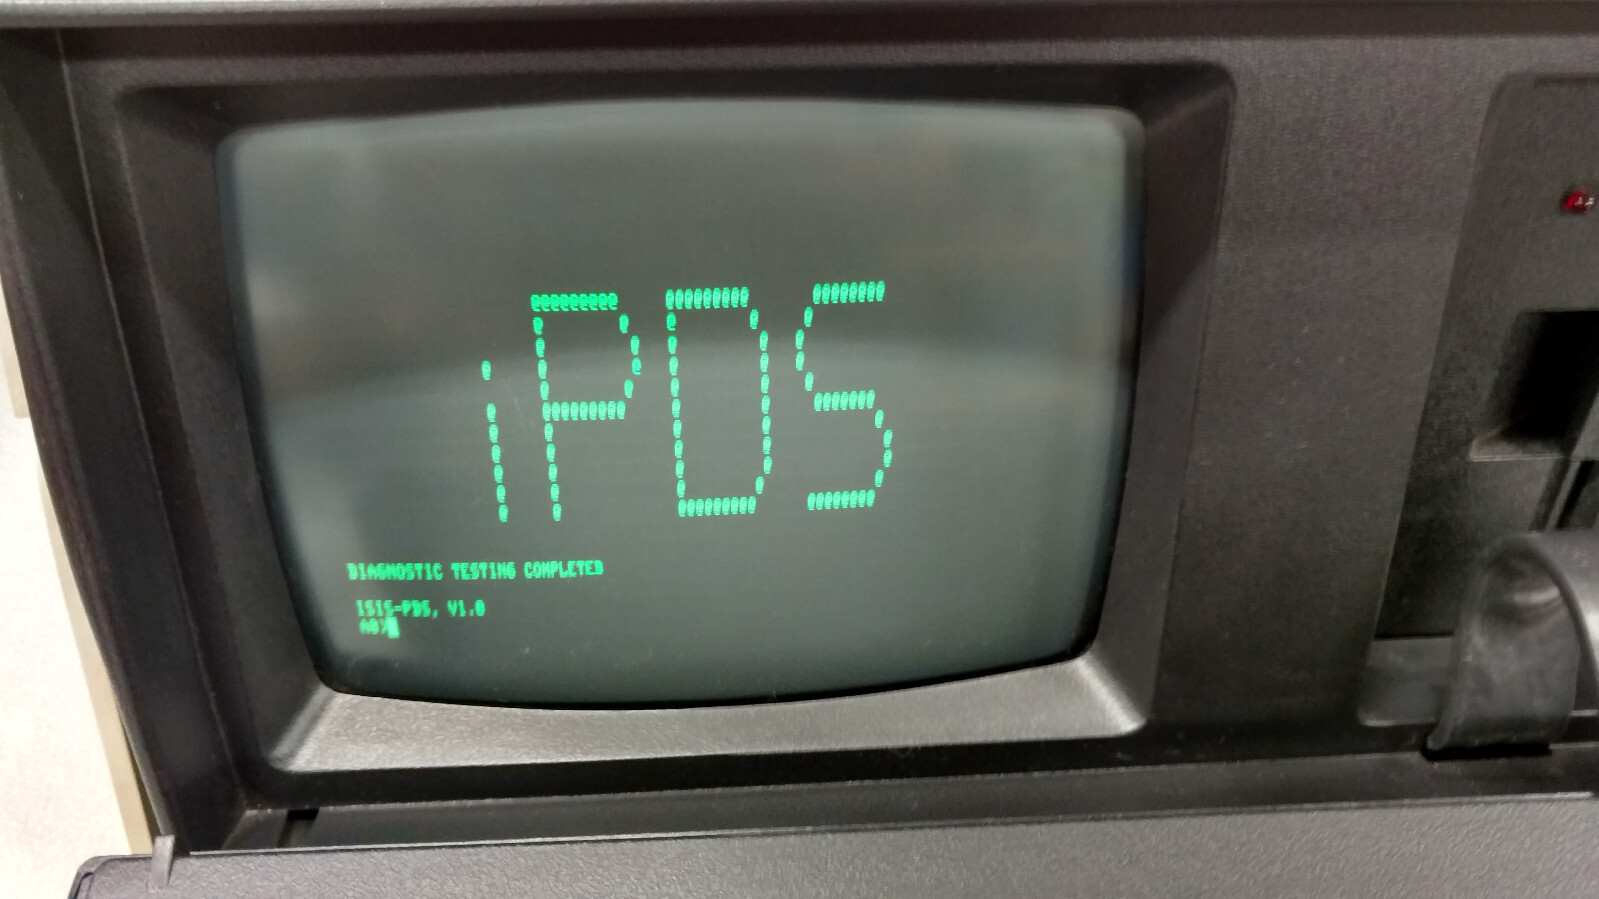 iPDS
DIAGNOSTIC TESTING COMPLETED
ISIS-PDS, V1.0
A0>